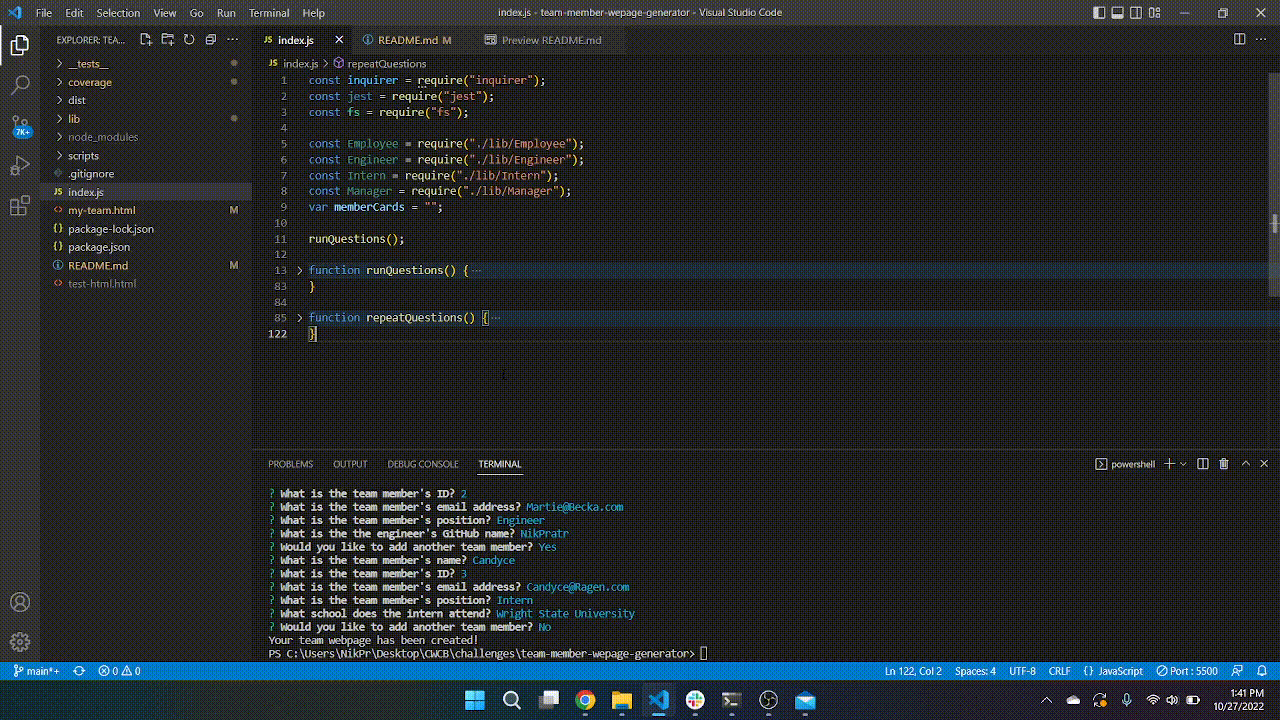 File Edit Selection View Go Run Terminal Help
index.js - team-member-wepage-generator - Visual Studio Code
EXPLORER: TEA...
JS index.js
README.md M
Preview README.md
JS index.js > repeatQuestions
__tests__
coverage
dist
lib
node_modules
scripts
.gitignore
JS index.js
my-team.html M
package-lock.json
package.json
README.md M
test-html.html
7K+
1 const inquirer = require("inquirer");
2 const jest = require("jest");
3 const fs = require("fs");
4
5 const Employee = require("./lib/Employee");
6 const Engineer = require("./lib/Engineer");
7 const Intern = require("./lib/Intern");
8 const Manager = require("./lib/Manager");
9 var memberCards = "";
10
11 runQuestions();
12
13 function runQuestions() { ...
83 }
84
85 function repeatQuestions() { ...
122 }
PROBLEMS OUTPUT DEBUG CONSOLE TERMINAL
powershell
? What is the team member's ID? 2
? What is the team member's email address? Martie@Becka.com
? What is the team member's position? Engineer
? What is the the engineer's GitHub name? NikPratr
? Would you like to add another team member? Yes
? What is the team member's name? Candyce
? What is the team member's ID? 3
? What is the team member's email address? Candyce@Ragen.com
? What is the team member's position? Intern
? What school does the intern attend? Wright State University
? Would you like to add another team member? No
Your team webpage has been created!
PS C:\Users\NikPr\Desktop\CWCB\challenges\team-member-wepage-generator>
main*+ 0 0
Ln 122, Col 2 Spaces: 4 UTF-8 CRLF {} JavaScript Port : 5500
1:41 PM
10/27/2022